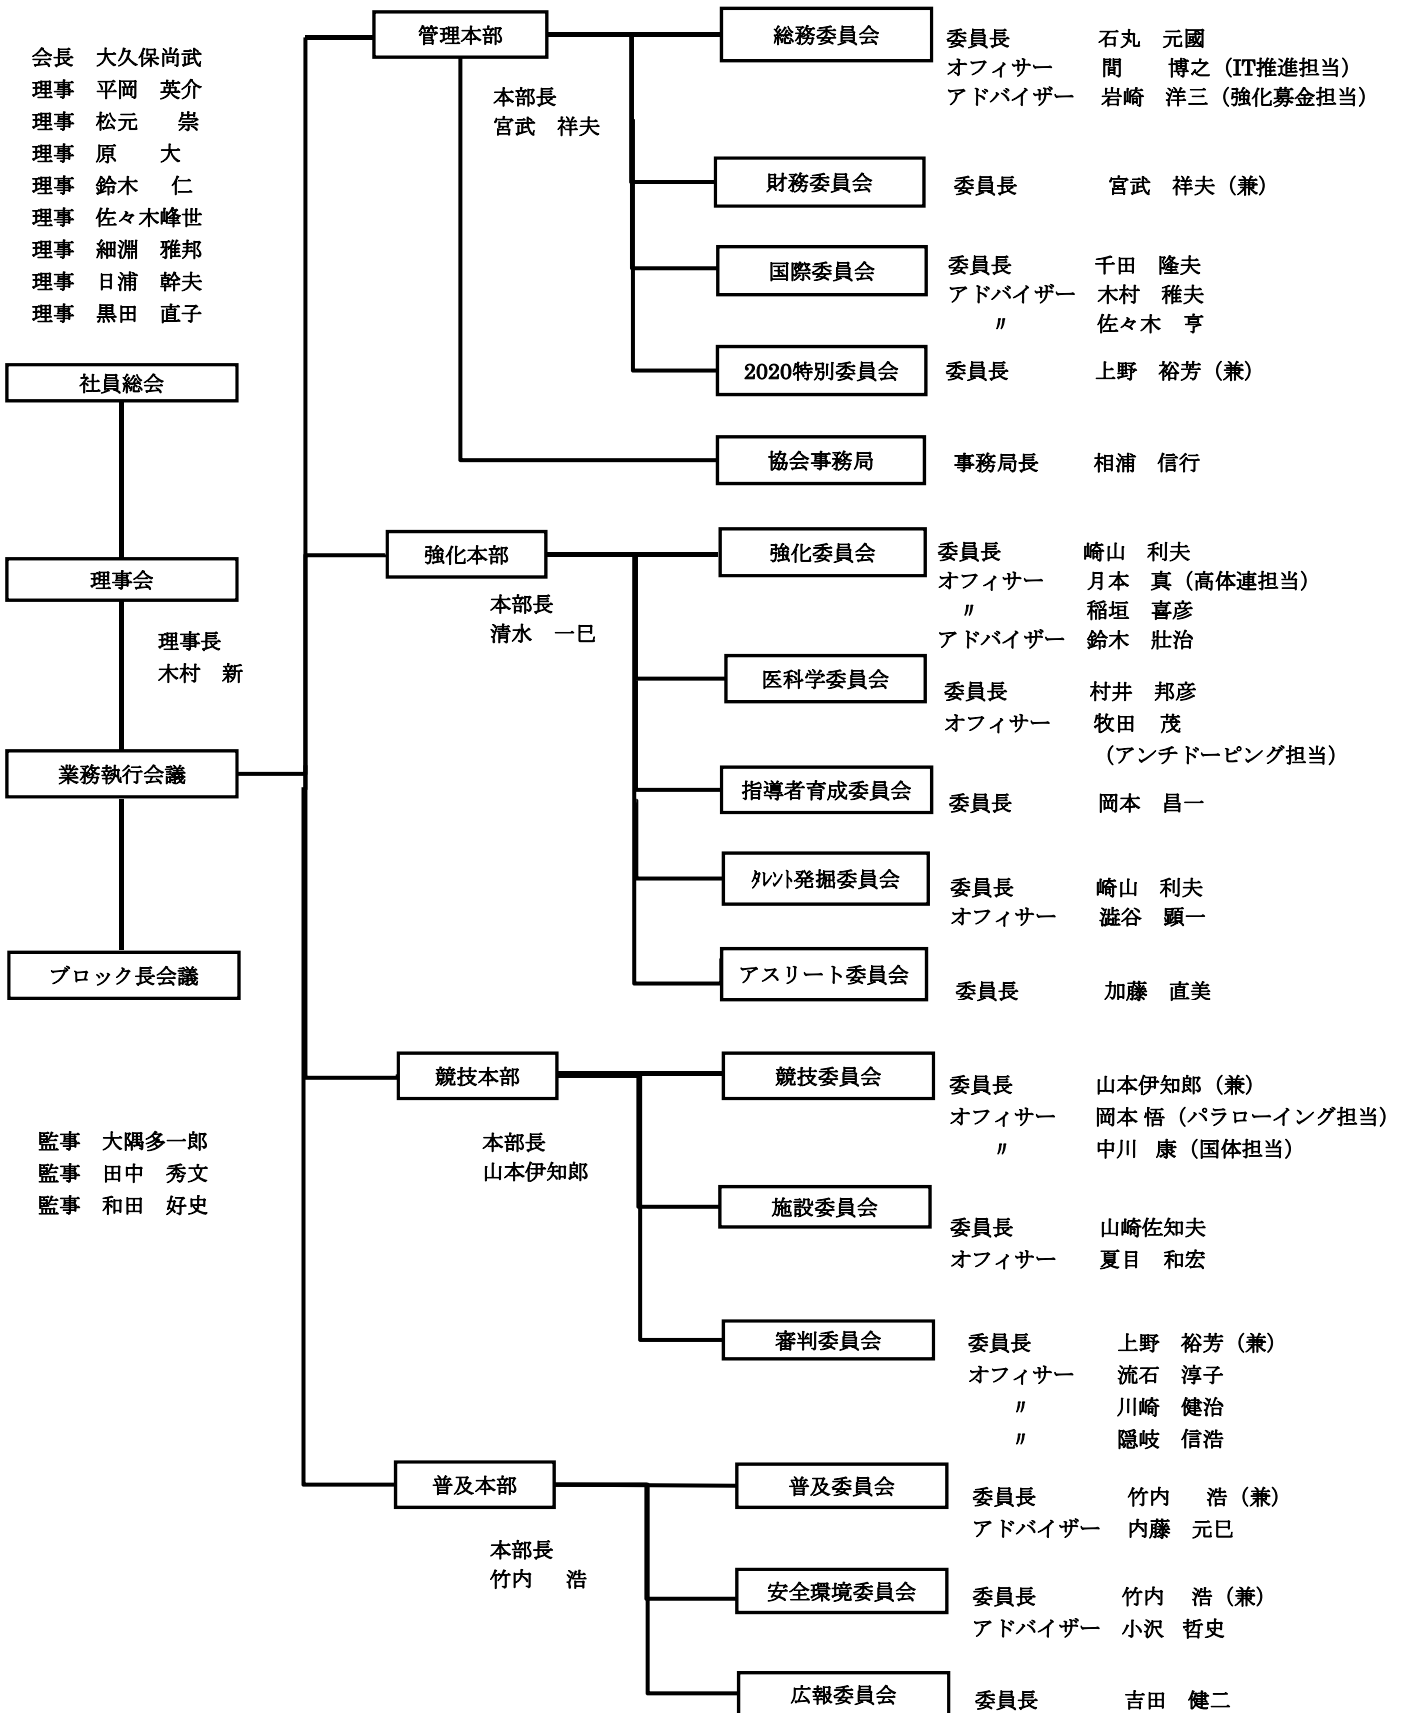 会長　大久保尚武
理事　平岡　英介
理事　松元　崇
理事　原　大
理事　鈴木　仁
理事　佐々木峰世
理事　細淵　雅邦
理事　日浦　幹夫
理事　黒田　直子
社員総会
理事会
理事長
木村　新
業務執行会議
ブロック長会議
監事　大隅多一郎
監事　田中　秀文
監事　和田　好史
管理本部
本部長
宮武　祥夫
総務委員会
委員長　石丸　元國
オフィサー　間　博之（IT推進担当）
アドバイザー　岩崎　洋三（強化募金担当）
財務委員会
委員長　宮武　祥夫（兼）
国際委員会
委員長　千田　隆夫
アドバイザー　木村　稚夫
〃　佐々木　亨
2020特別委員会
委員長　上野　裕芳（兼）
協会事務局
事務局長　相浦　信行
強化本部
本部長
清水　一巳
強化委員会
委員長　崎山　利夫
オフィサー　月本　真（高体連担当）
〃　稲垣　喜彦
アドバイザー　鈴木　壯治
医科学委員会
委員長　村井　邦彦
オフィサー　牧田　茂
（アンチドーピング担当）
指導者育成委員会
委員長　岡本　昌一
ﾀﾚﾝﾄ発掘委員会
委員長　崎山　利夫
オフィサー　澁谷　顕一
アスリート委員会
委員長　加藤　直美
競技本部
本部長
山本伊知郎
競技委員会
委員長　山本伊知郎（兼）
オフィサー　岡本 悟（パラローイング担当）
〃　中川　康（国体担当）
施設委員会
委員長　山崎佐知夫
オフィサー　夏目　和宏
審判委員会
委員長　上野　裕芳（兼）
オフィサー　流石　淳子
〃　川崎　健治
〃　隠岐　信浩
普及本部
本部長
竹内　浩
普及委員会
委員長　竹内　浩（兼）
アドバイザー　内藤　元巳
安全環境委員会
委員長　竹内　浩（兼）
アドバイザー　小沢　哲史
広報委員会
委員長　吉田　健二